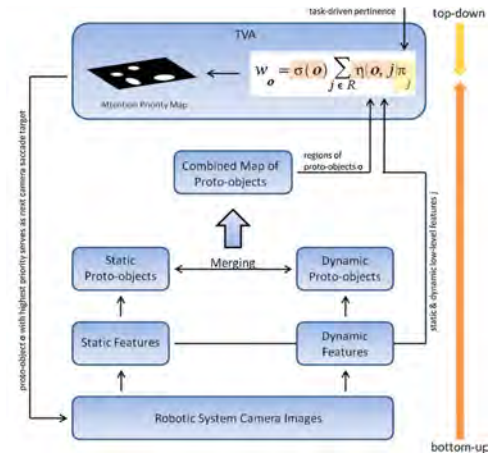 task-driven pertinence
top-down
TVA
w_o = σ(o) ∑_{j ∈ R} η(o, j)π_j
Attention Priority Map
Combined Map of
Proto-objects
regions of
proto-objects o
Static
Proto-objects
Merging
Dynamic
Proto-objects
Static Features
Dynamic
Features
Robotic System Camera Images
proto-object o with highest priority serves as next camera saccade target
static & dynamic low-level features j
bottom-up